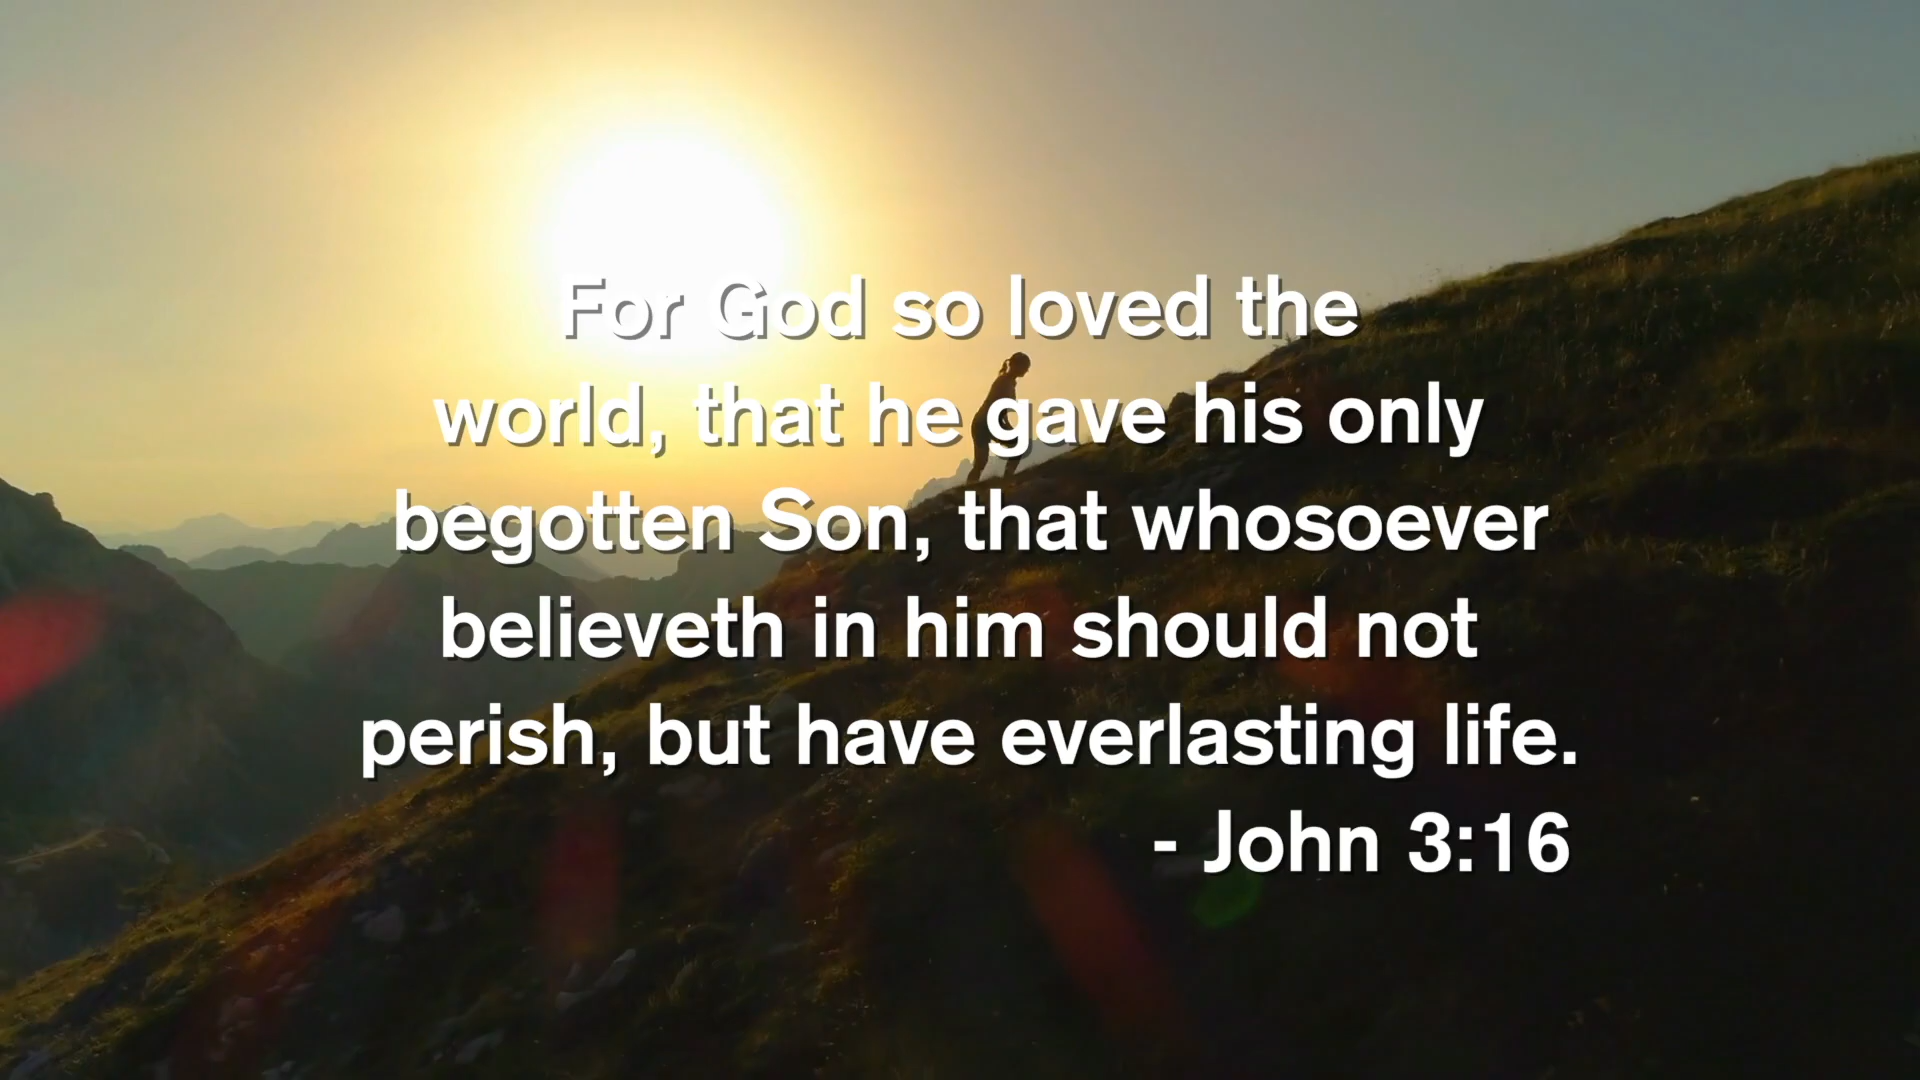 For God so loved the
world, that he gave his only
begotten Son, that whosoever
believeth in him should not
perish, but have everlasting life.
- John 3:16